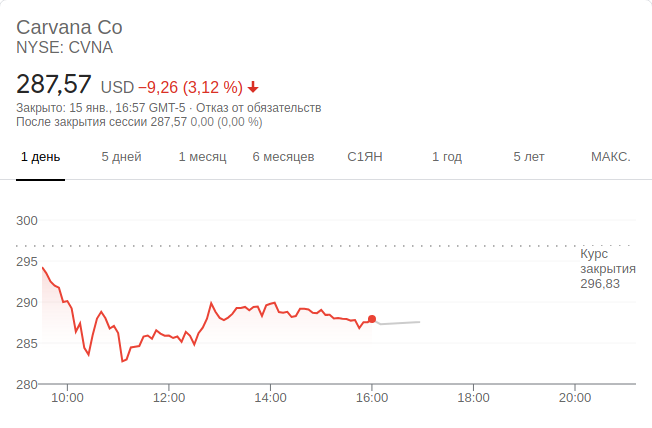 Carvana Co
NYSE: CVNA
287,57 USD −9,26 (3,12 %)
Закрыто: 15 янв., 16:57 GMT-5 · Отказ от обязательств
После закрытия сессии 287,57 0,00 (0,00 %)
1 день 5 дней 1 месяц 6 месяцев С1ЯН 1 год 5 лет МАКС.
300
295
290
285
280
Курс
закрытия
296,83
10:00 12:00 14:00 16:00 18:00 20:00